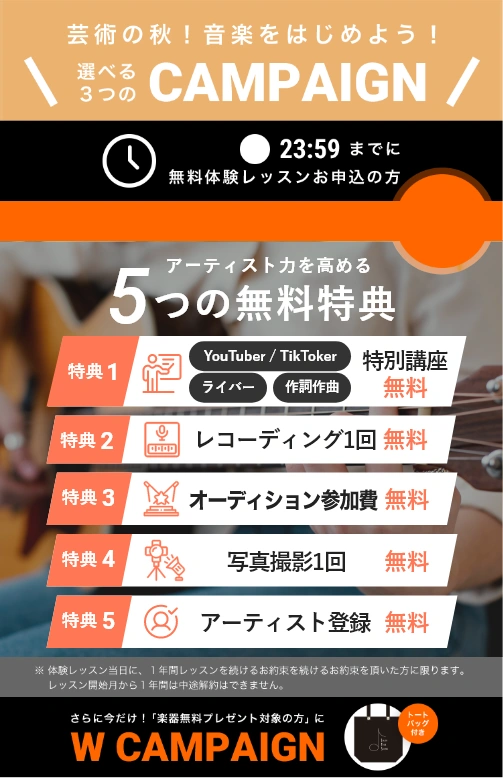 芸術の秋！音楽をはじめよう！
選べる
３つの
CAMPAIGN
23:59 までに
無料体験レッスンお申込の方
アーティスト力を高める
5つの無料特典
特典 1
YouTuber / TikToker
ライバー 作詞作曲
特別講座
無料
特典 2 レコーディング1回 無料
特典 3 オーディション参加費 無料
特典 4 写真撮影1回 無料
特典 5 アーティスト登録 無料
※ 体験レッスン当日に、１年間レッスンを続けるお約束を続けるお約束を頂いた方に限ります。
レッスン開始月から１年間は中途解約はできません。
さらに今だけ！「楽器無料プレゼント対象の方」に
W CAMPAIGN
トート
バッグ
付き